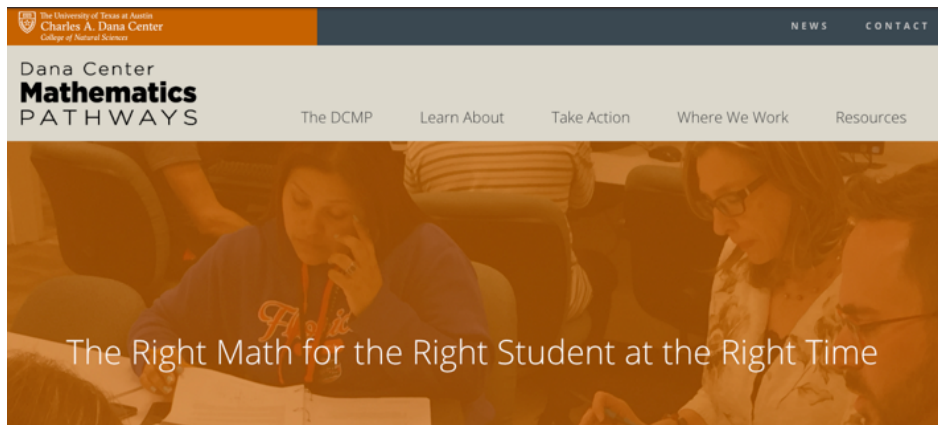 The University of Texas at Austin
Charles A. Dana Center
College of Natural Sciences
NEWS CONTACT
Dana Center
Mathematics
PATHWAYS
The DCMP Learn About Take Action Where We Work Resources
The Right Math for the Right Student at the Right Time